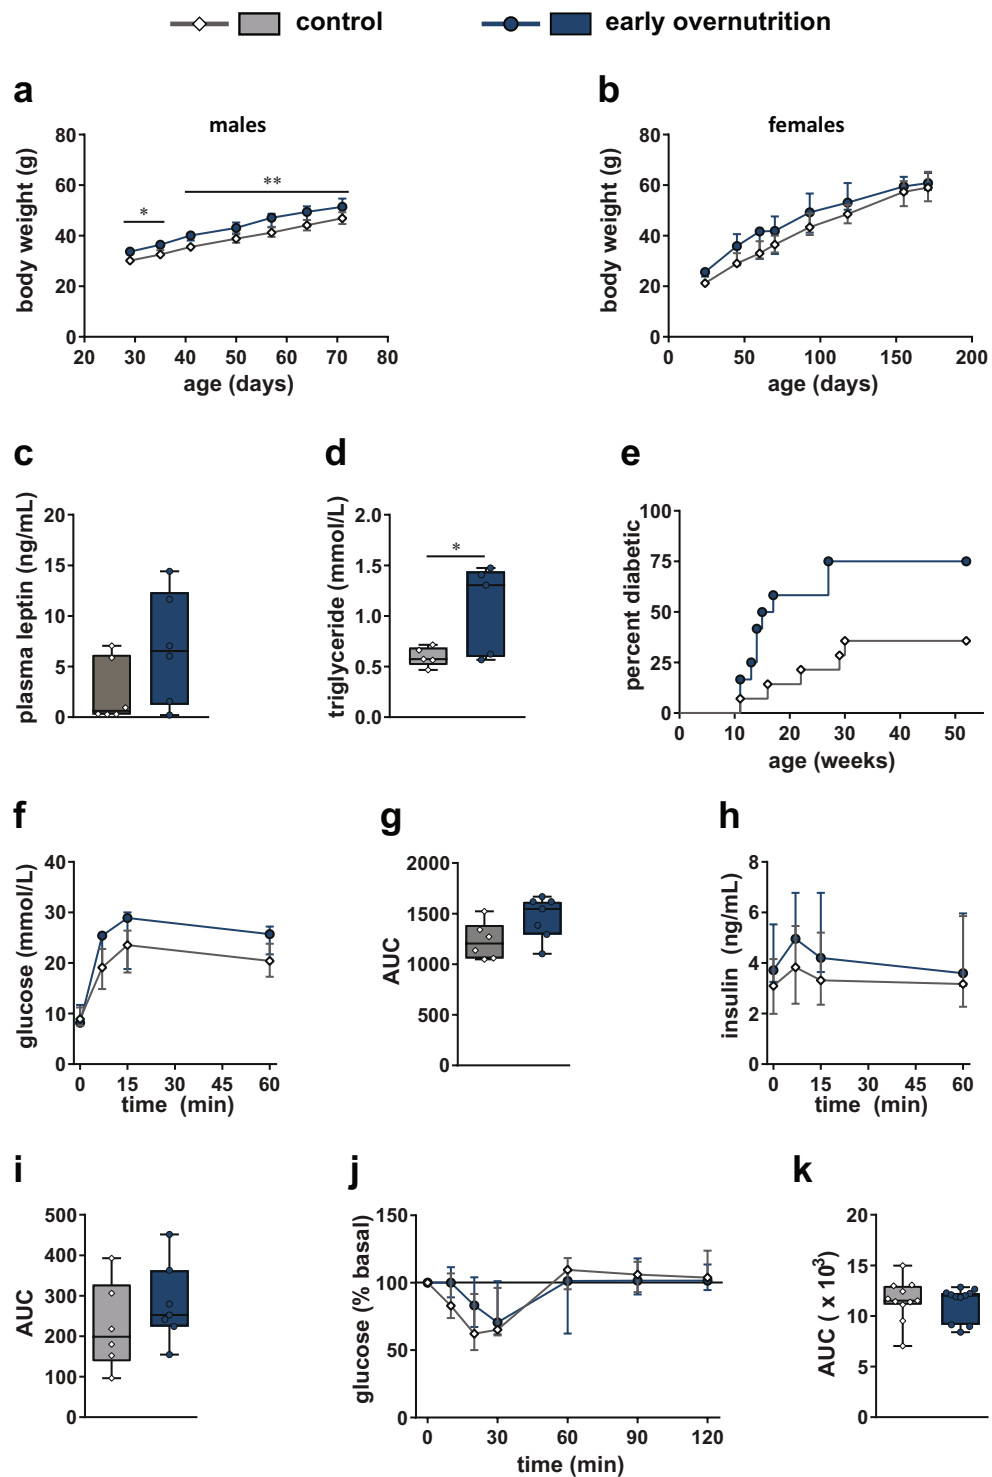 control early overnutrition
a b
males females
body weight (g)
80
60
40
20
0
* **
20 30 40 50 60 70 80
age (days)
body weight (g)
80
60
40
20
0
0 50 100 150 200
age (days)
c d e
plasma leptin (ng/mL)
20
15
10
5
0
triglyceride (mmol/L)
2.0
1.5
1.0
0.5
0.0
*
percent diabetic
100
75
50
25
0
0 10 20 30 40 50
age (weeks)
f g h
glucose (mmol/L)
40
30
20
10
0
0 15 30 45 60
time (min)
AUC
2000
1500
1000
500
0
insulin (ng/mL)
8
6
4
2
0
0 15 30 45 60
time (min)
i j k
AUC
500
400
300
200
100
0
glucose (% basal)
150
100
50
0
0 30 60 90 120
time (min)
AUC ( x 10³)
20
15
10
5
0